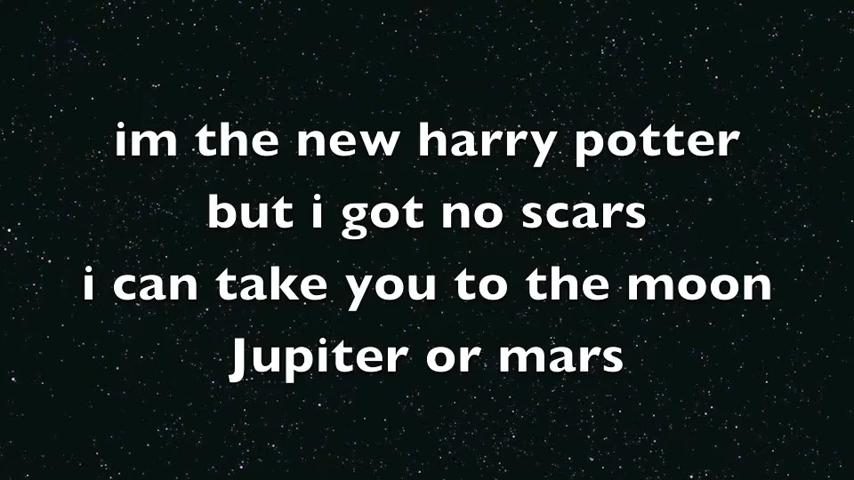 im the new harry potter
but i got no scars
i can take you to the moon
Jupiter or mars